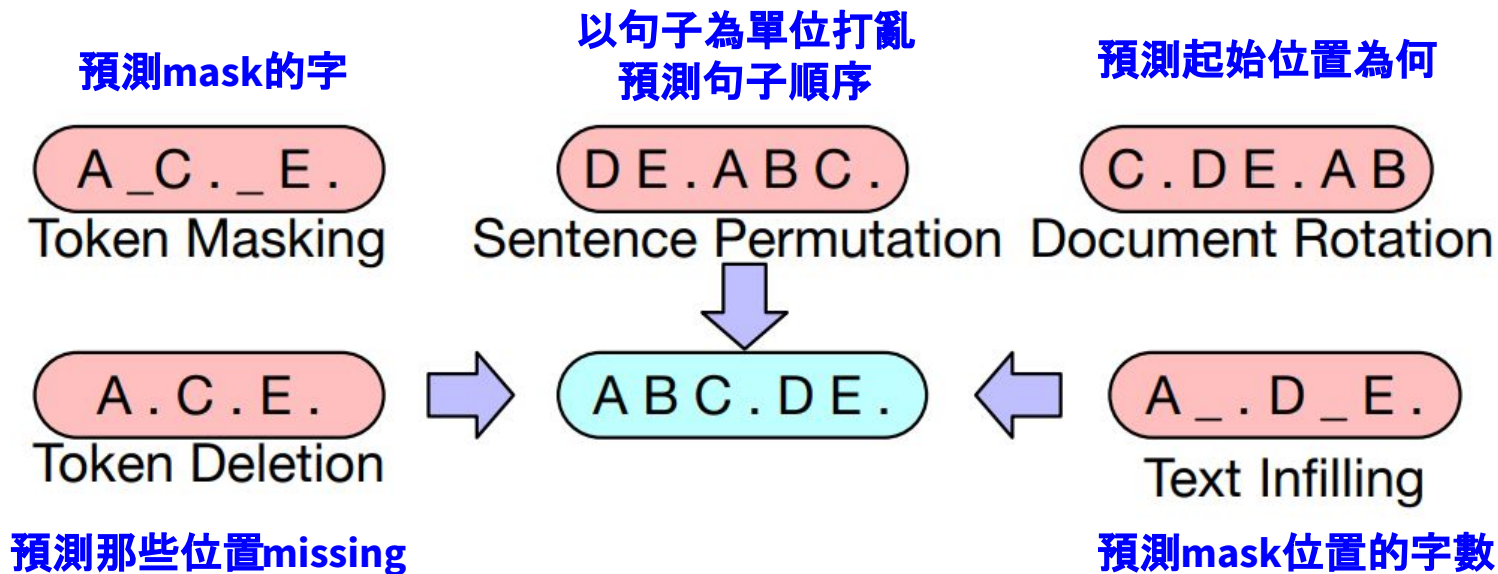 預測mask的字
以句子為單位打亂
預測句子順序
預測起始位置為何
A _C . _ E .
Token Masking
D E . A B C .
Sentence Permutation
C . D E . A B
Document Rotation
A . C . E .
Token Deletion
預測那些位置missing
A B C . D E .
A _ . D _ E .
Text Infilling
預測mask位置的字數